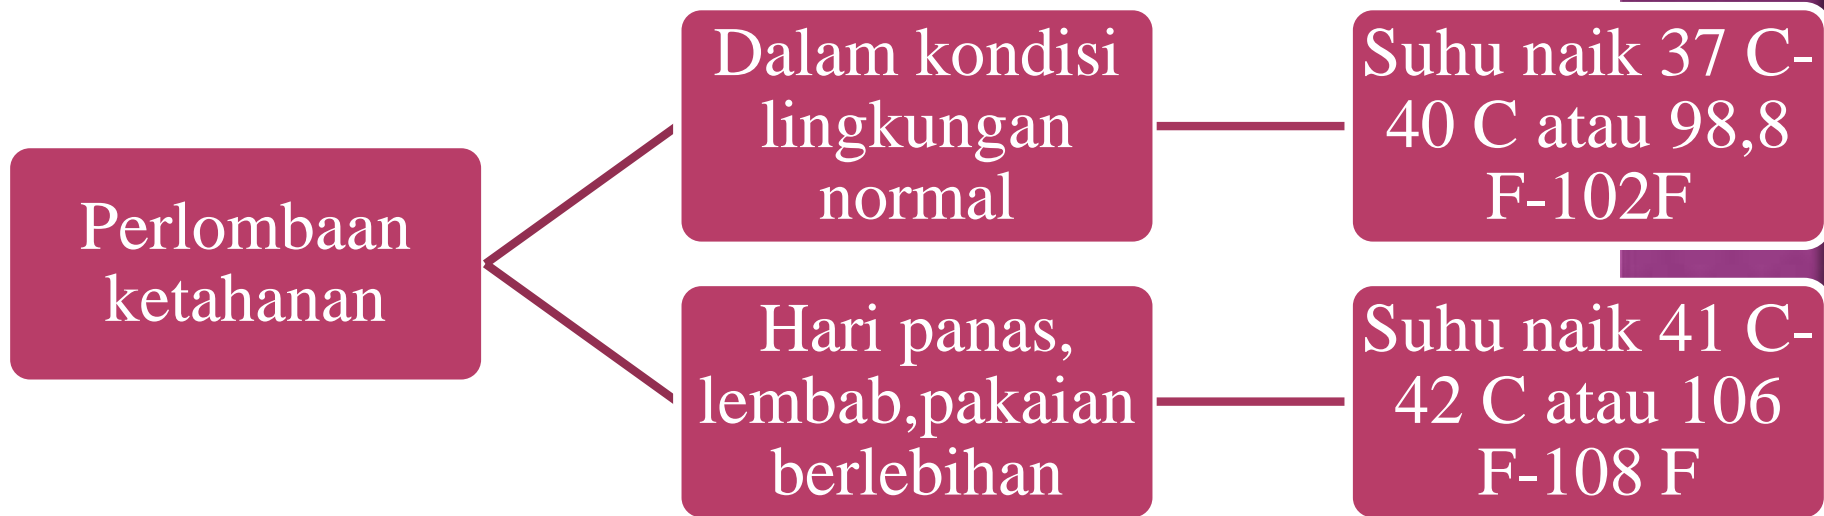 Perlombaan
ketahanan
Dalam kondisi
lingkungan
normal
Suhu naik 37 C-
40 C atau 98,8
F-102F
Hari panas,
lembab,pakaian
berlebihan
Suhu naik 41 C-
42 C atau 106
F-108 F